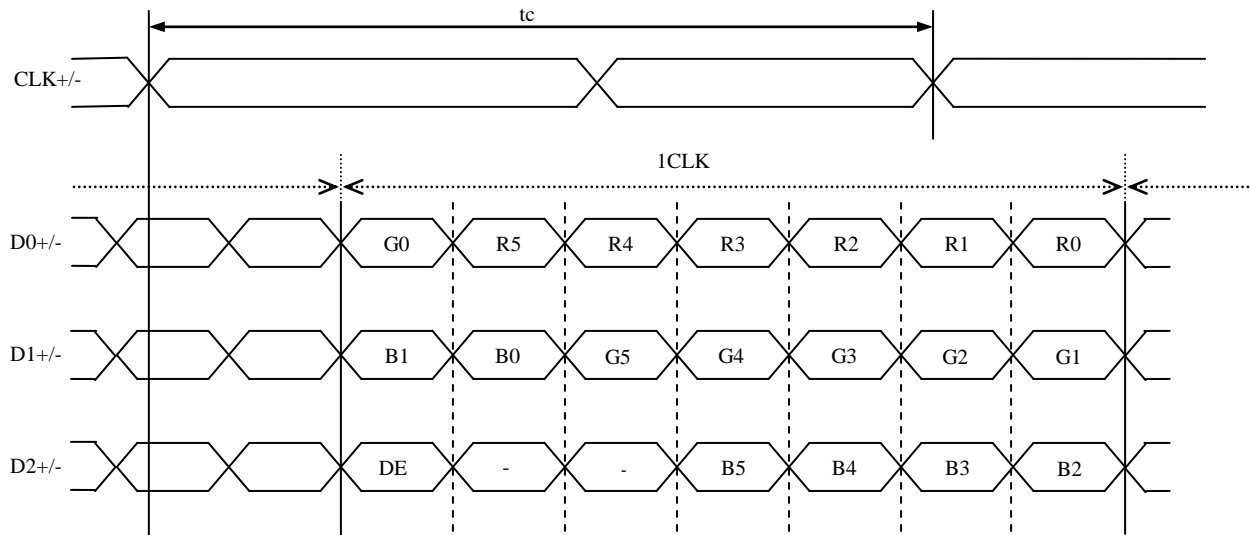 tc
CLK+/-
1CLK
D0+/- G0 R5 R4 R3 R2 R1 R0
D1+/- B1 B0 G5 G4 G3 G2 G1
D2+/- DE - - B5 B4 B3 B2